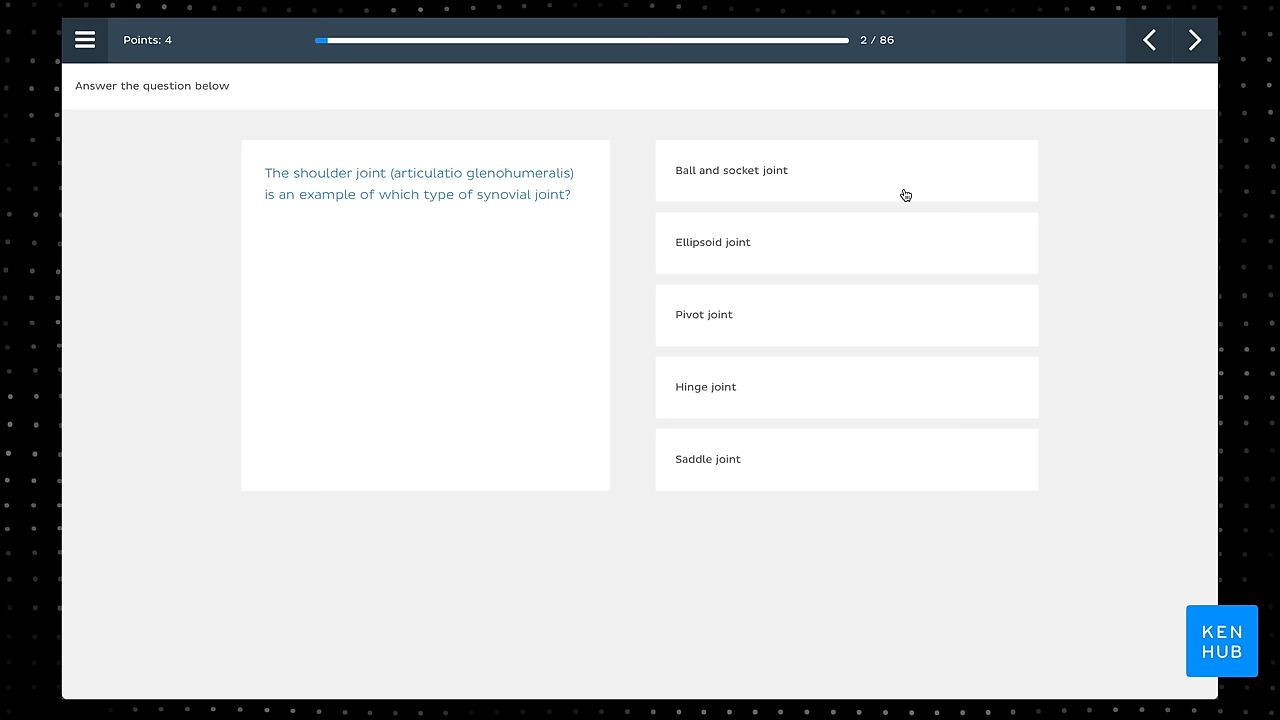 Points: 4
2 / 86
Answer the question below
The shoulder joint (articulatio glenohumeralis)
is an example of which type of synovial joint?
Ball and socket joint
Ellipsoid joint
Pivot joint
Hinge joint
Saddle joint
KEN
HUB